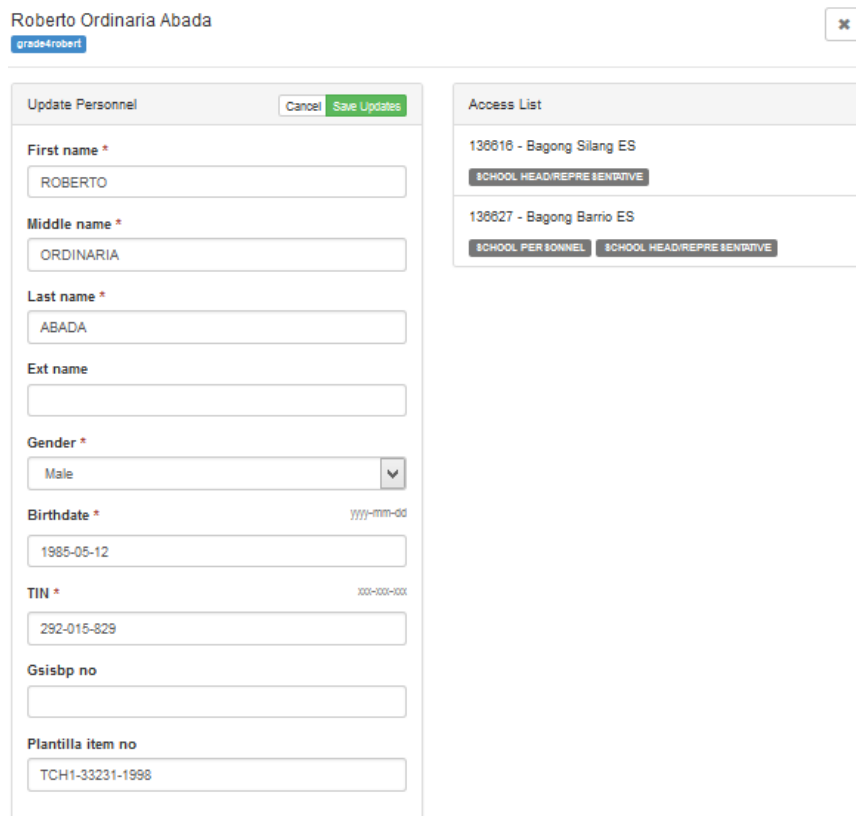 Roberto Ordinaria Abada
grade4robert
Update Personnel
Cancel Save Updates
First name *
ROBERTO
Middle name *
ORDINARIA
Last name *
ABADA
Ext name
Gender *
Male
Birthdate * yyyy-mm-dd
1985-05-12
TIN * xxx-xxx-xxx
292-015-829
Gsisbp no
Plantilla item no
TCH1-33231-1998
Access List
136616 - Bagong Silang ES
SCHOOL HEAD/REPRESENTATIVE
136627 - Bagong Barrio ES
SCHOOL PERSONNEL SCHOOL HEAD/REPRESENTATIVE